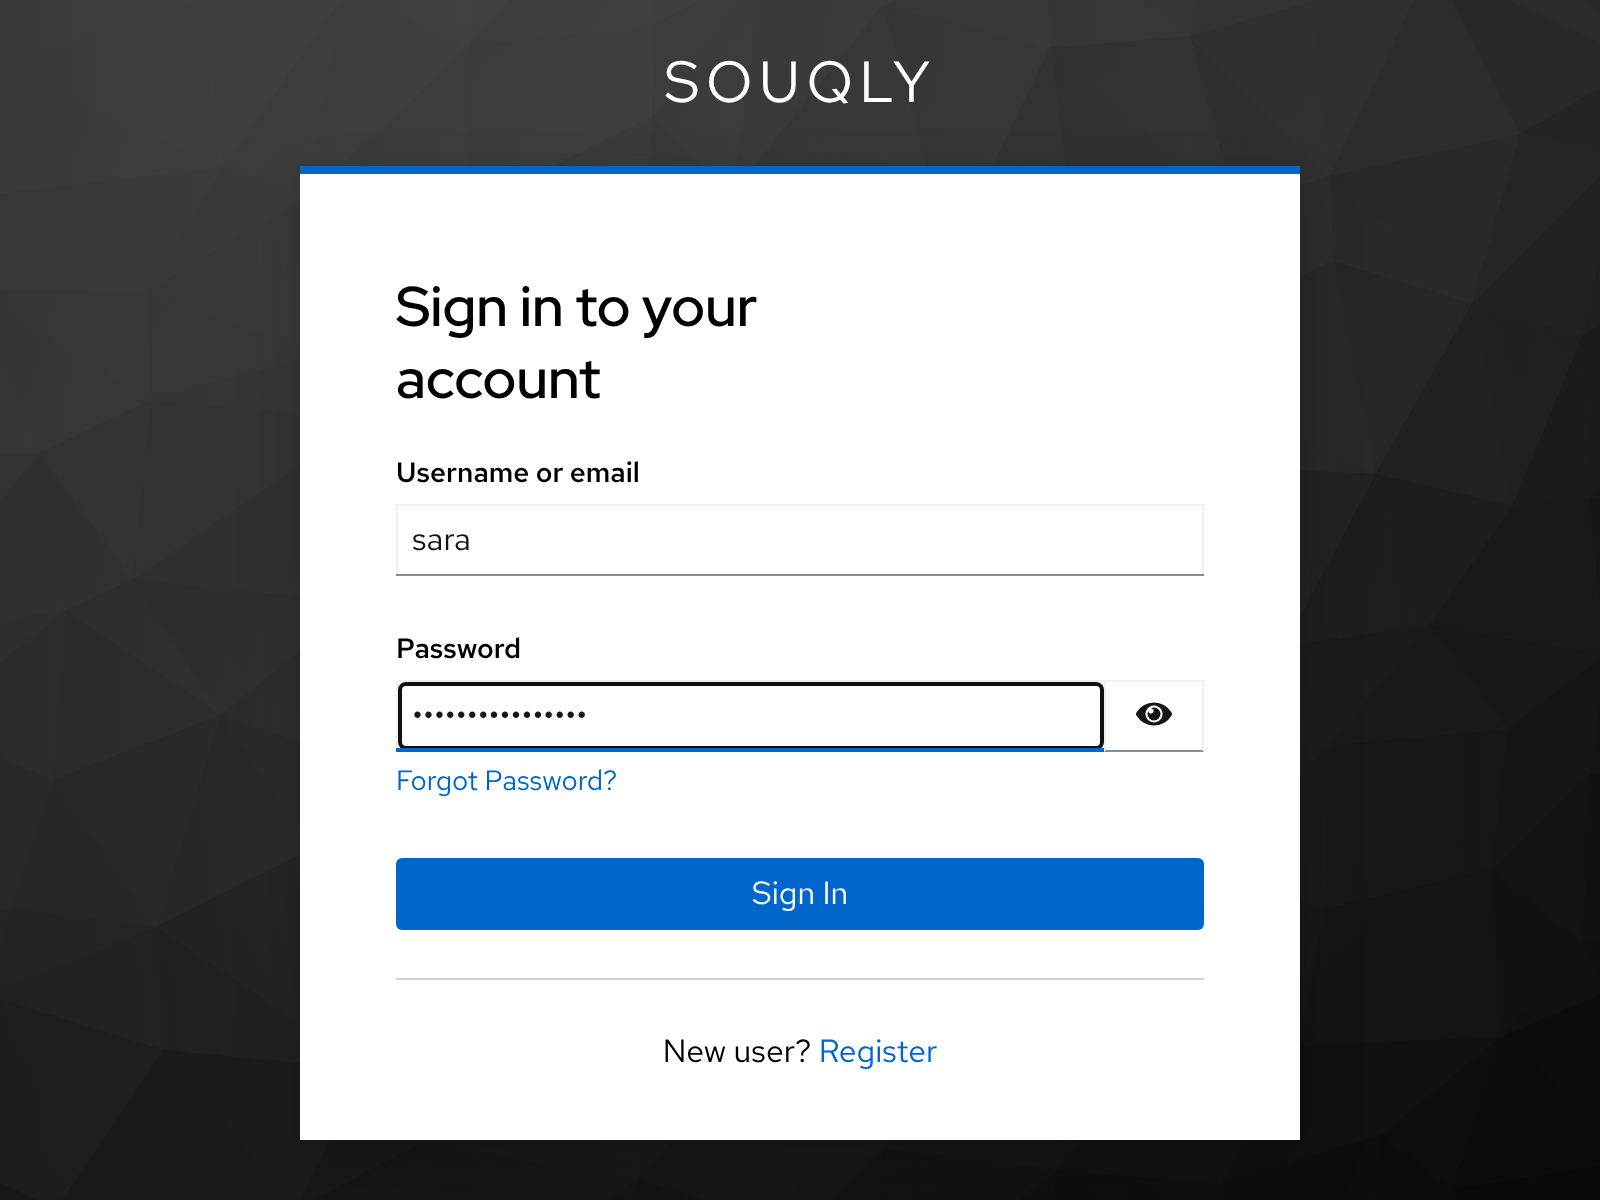 SOUQLY
Sign in to your
account
Username or email
sara
Password
••••••••••••••••
Forgot Password?
Sign In
New user? Register